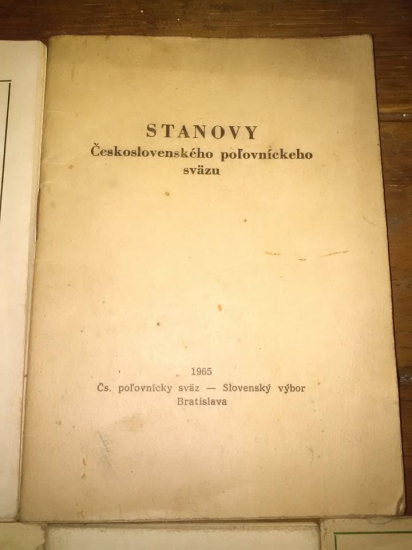 STANOVY
Československého poľovníckeho
sväzu
1965
Čs. poľovnícky sväz — Slovenský výbor
Bratislava